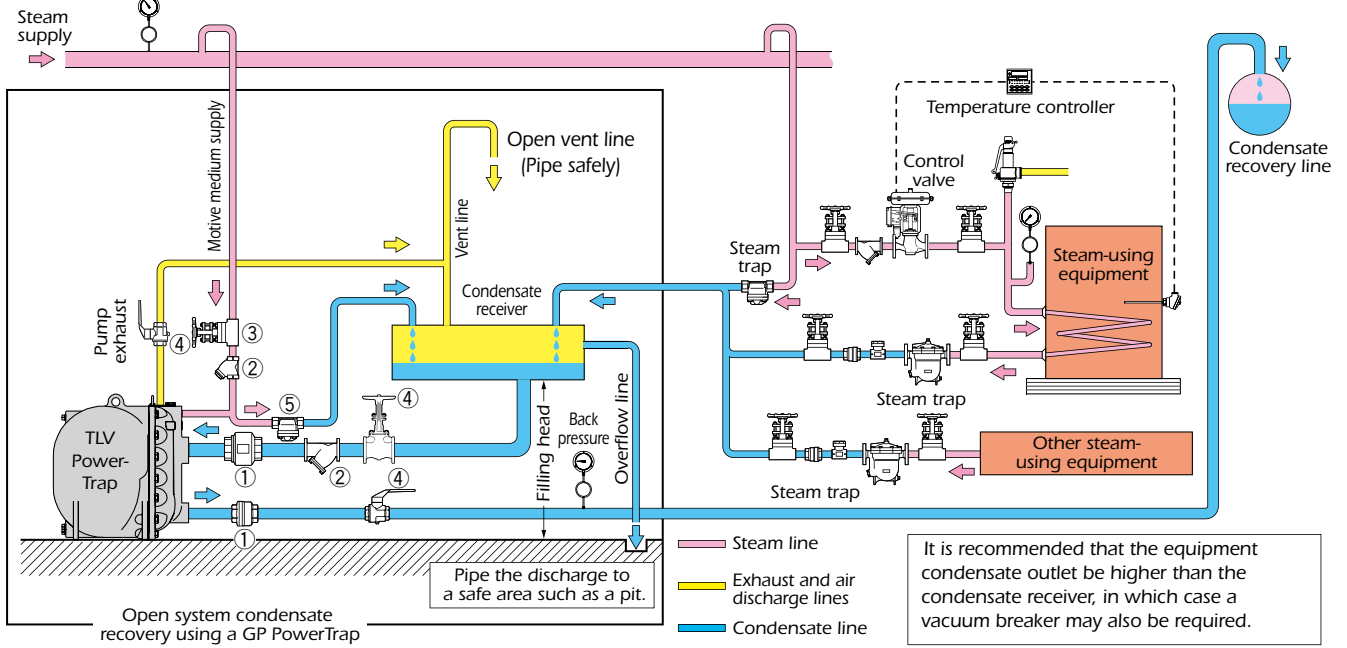 Steam
supply
Motive medium supply
Open vent line
(Pipe safely)
Vent line
Temperature controller
Control
valve
Condensate
recovery line
Steam
trap
Steam-using
equipment
Pump
exhaust
④
③
②
Condensate
receiver
⑤
④
Steam trap
TLV
Power-
Trap
①
②
④
①
Filling head
Back
pressure
Overflow line
Other steam-
using equipment
Steam trap
Pipe the discharge to
a safe area such as a pit.
Open system condensate
recovery using a GP PowerTrap
Steam line
Exhaust and air
discharge lines
Condensate line
It is recommended that the equipment
condensate outlet be higher than the
condensate receiver, in which case a
vacuum breaker may also be required.